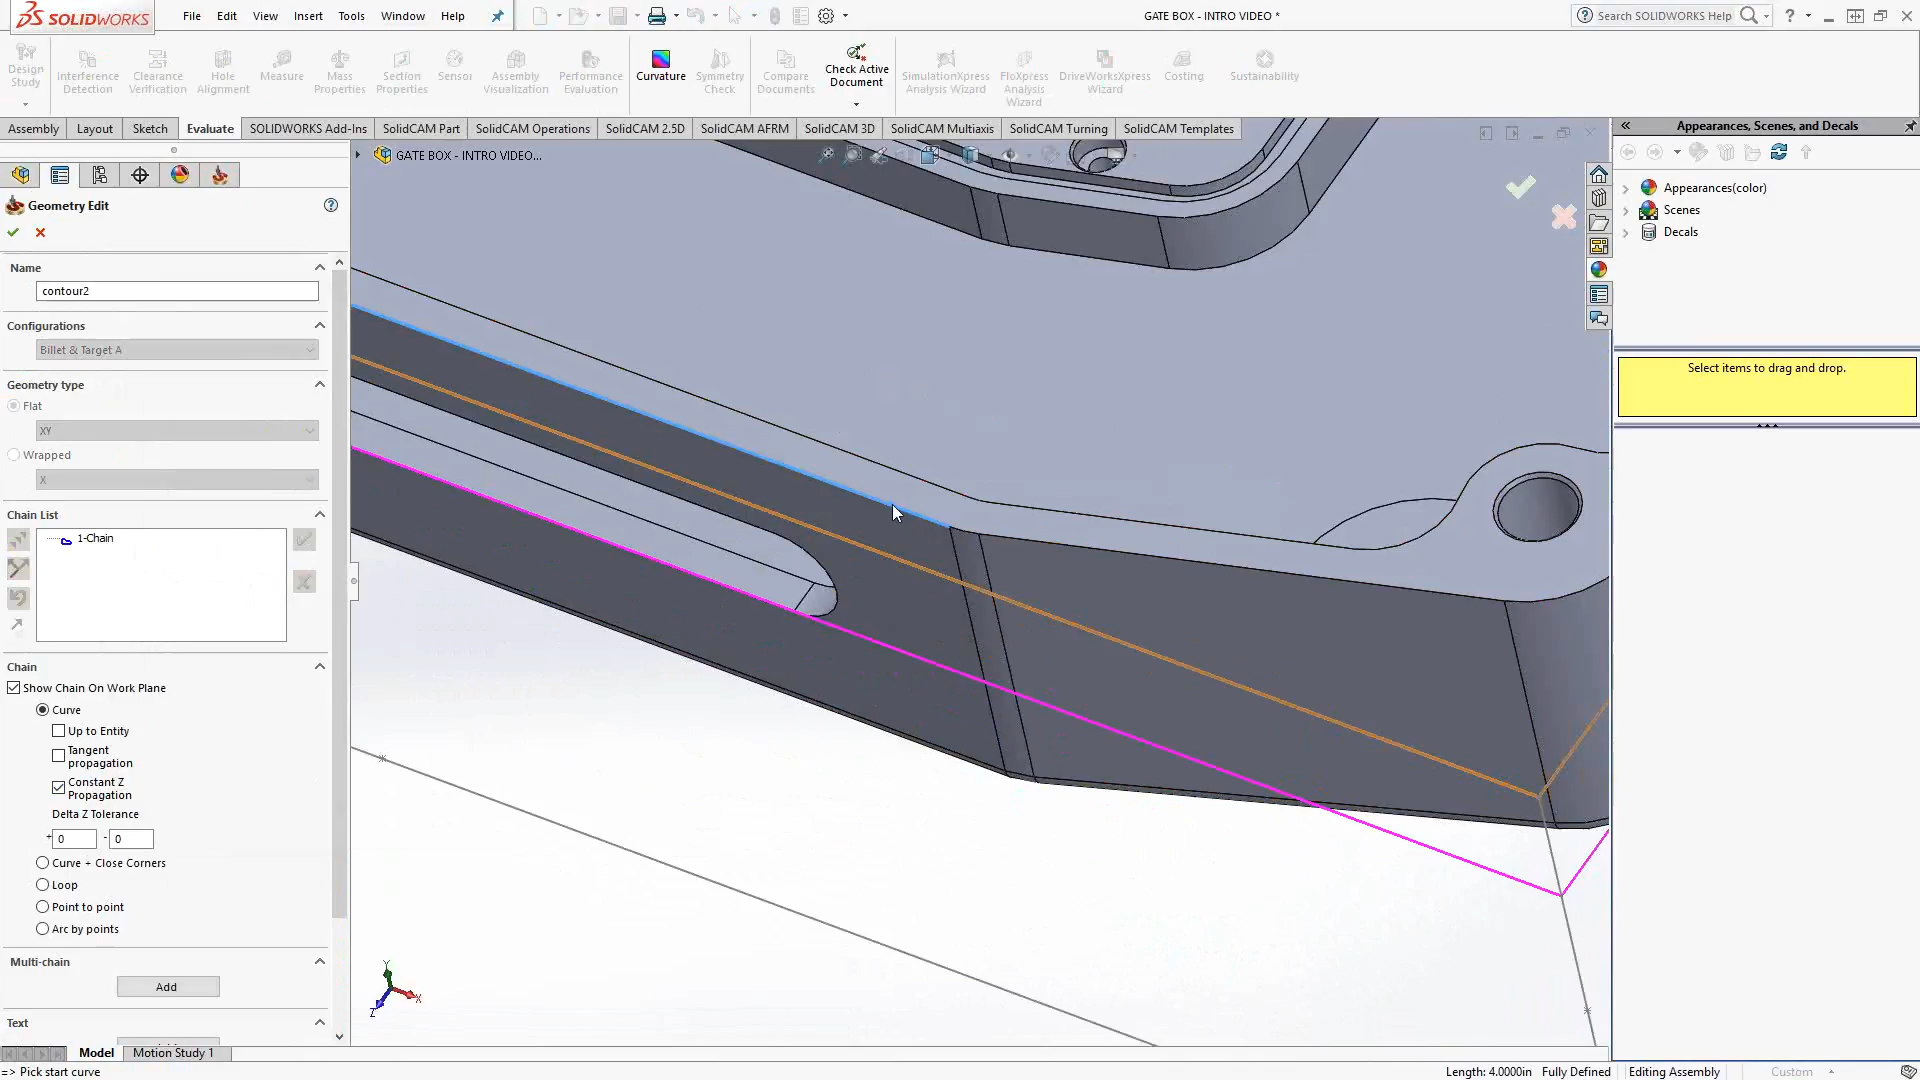 SOLIDWORKS
File Edit View Insert Tools Window Help
GATE BOX - INTRO VIDEO *
Search SOLIDWORKS Help
Design Study
Interference Detection
Clearance Verification
Hole Alignment
Measure
Mass Properties
Section Properties
Sensor
Assembly Visualization
Performance Evaluation
Curvature
Symmetry Check
Compare Documents
Check Active Document
SimulationXpress Analysis Wizard
FloXpress Analysis Wizard
DriveWorksXpress Wizard
Costing
Sustainability
Assembly Layout Sketch Evaluate SOLIDWORKS Add-Ins SolidCAM Part SolidCAM Operations SolidCAM 2.5D SolidCAM AFRM SolidCAM 3D SolidCAM Multiaxis SolidCAM Turning SolidCAM Templates
Appearances, Scenes, and Decals
GATE BOX - INTRO VIDEO...
Appearances(color)
Scenes
Decals
Select items to drag and drop.
Geometry Edit
Name
contour2
Configurations
Billet & Target A
Geometry type
Flat
XY
Wrapped
X
Chain List
1-Chain
Chain
Show Chain On Work Plane
Curve
Up to Entity
Tangent
propagation
Constant Z
Propagation
Delta Z Tolerance
+ 0 - 0
Curve + Close Corners
Loop
Point to point
Arc by points
Multi-chain
Add
Text
Y
X
Z
Model Motion Study 1
=> Pick start curve
Length: 4.0000in Fully Defined Editing Assembly Custom